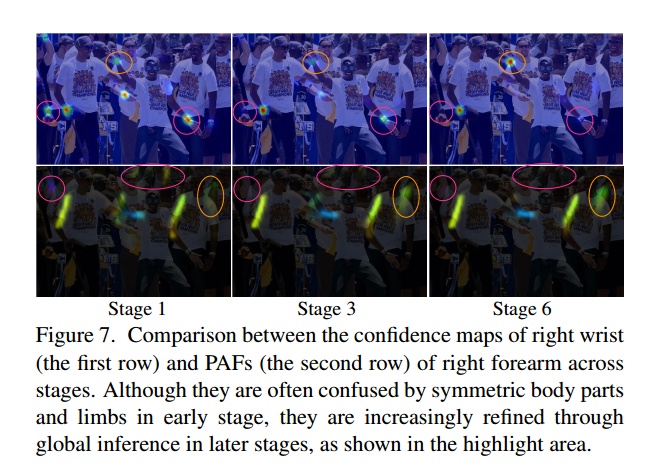 Stage 1
Stage 3
Stage 6
Figure 7. Comparison between the confidence maps of right wrist
(the first row) and PAFs (the second row) of right forearm across
stages. Although they are often confused by symmetric body parts
and limbs in early stage, they are increasingly refined through
global inference in later stages, as shown in the highlight area.